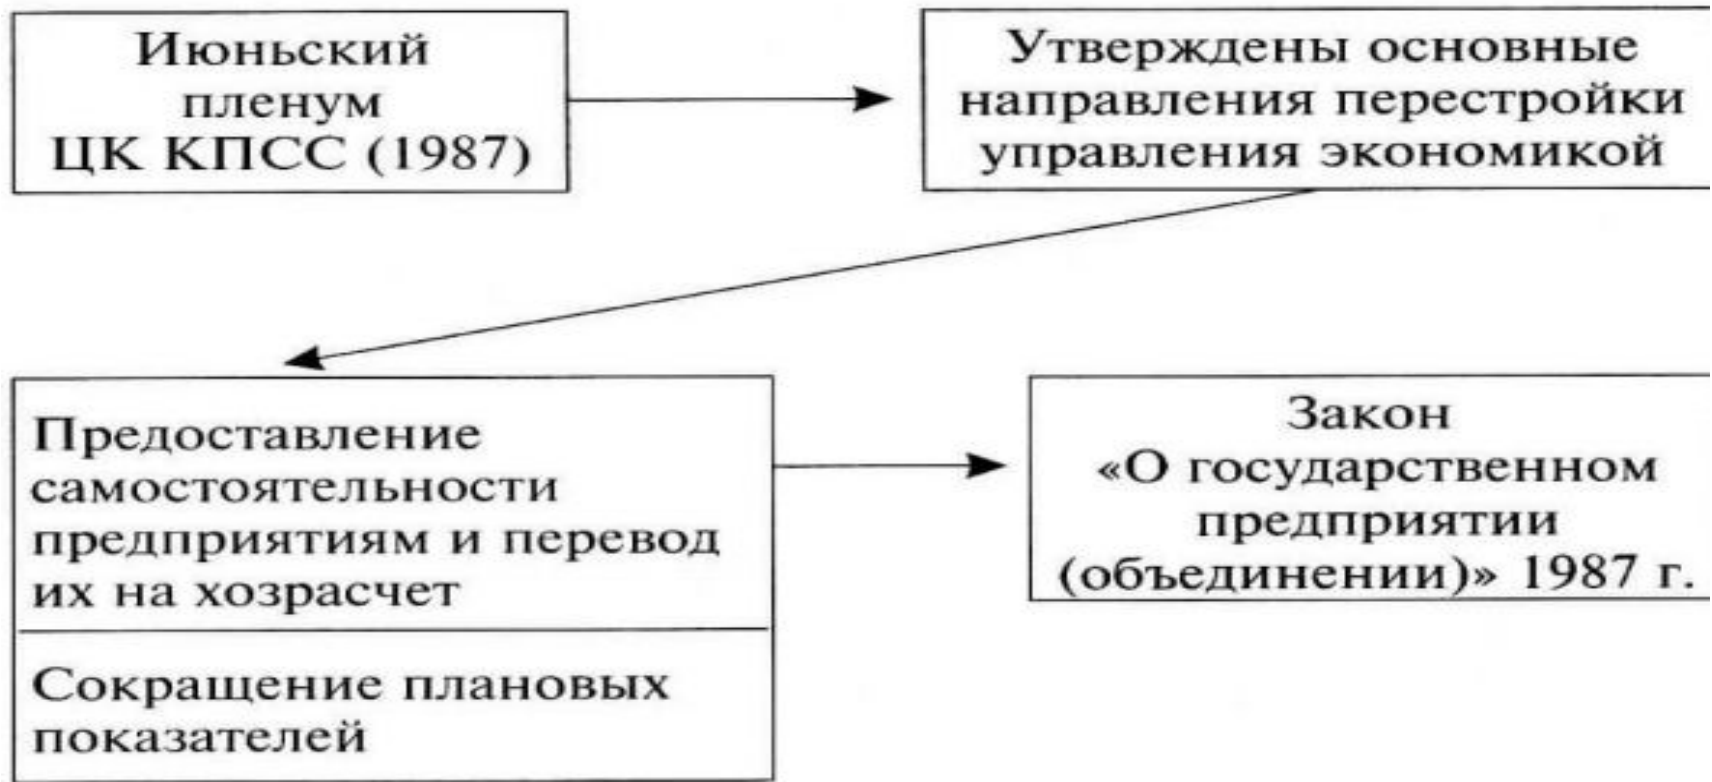 Июньский
пленум
ЦК КПСС (1987)
Утверждены основные
направления перестройки
управления экономикой
Предоставление
самостоятельности
предприятиям и перевод
их на хозрасчет
Сокращение плановых
показателей
Закон
«О государственном
предприятии
(объединении)» 1987 г.